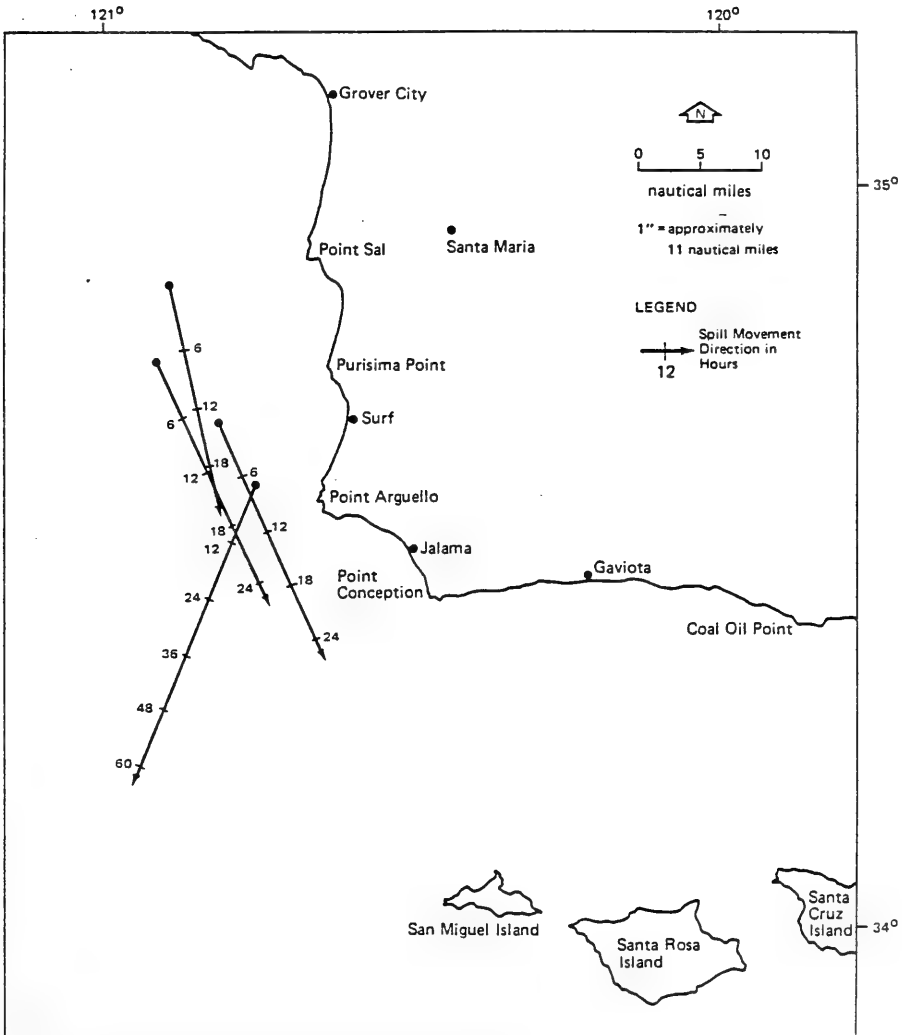 121° 120°
Grover City
N
0 5 10
nautical miles
35°
1" = approximately
11 nautical miles
Santa Maria
Point Sal
LEGEND
Spill Movement
Direction in
Hours
12
6
Purisima Point
12
6
Surf
18
12
6
Point Arguello
18
12
12
Jalama
Gaviota
Point
Conception
24
18
24
Coal Oil Point
24
36
48
60
Santa
Cruz
Island
34°
San Miguel Island
Santa Rosa
Island